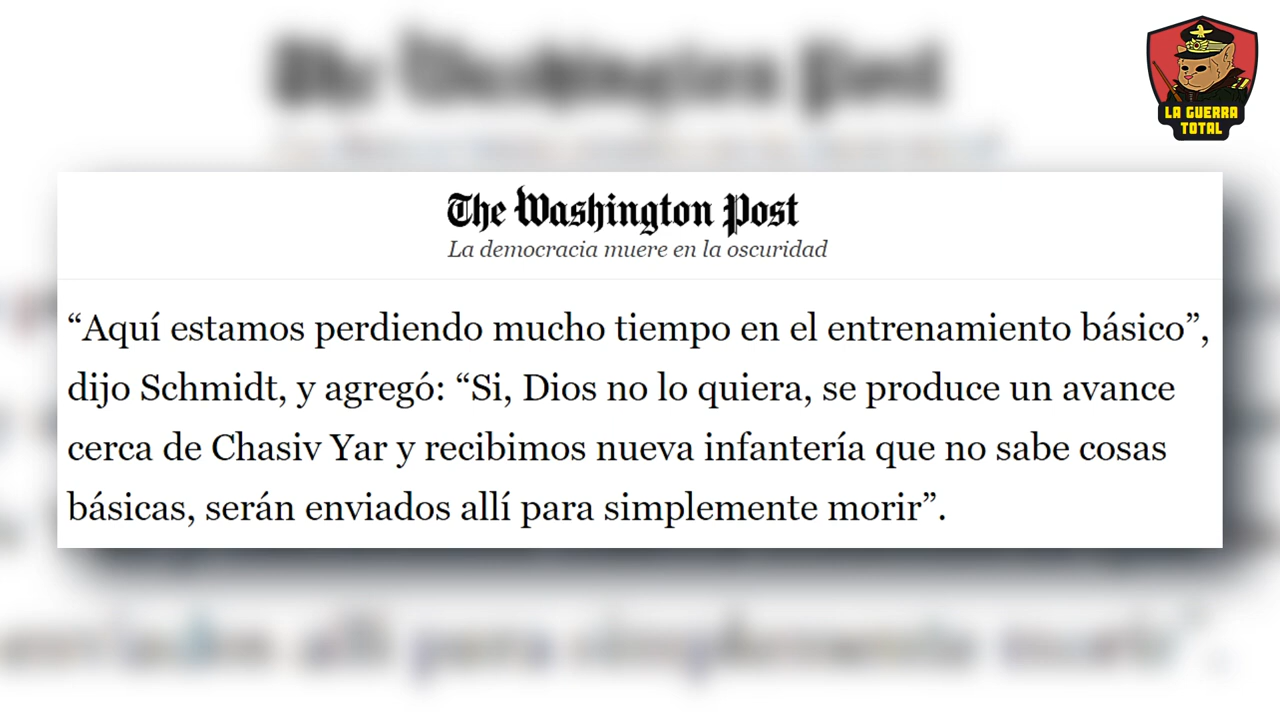 LA GUERRA
TOTAL
The Washington Post
La democracia muere en la oscuridad
“Aquí estamos perdiendo mucho tiempo en el entrenamiento básico”,
dijo Schmidt, y agregó: “Si, Dios no lo quiera, se produce un avance
cerca de Chasiv Yar y recibimos nueva infantería que no sabe cosas
básicas, serán enviados allí para simplemente morir”.